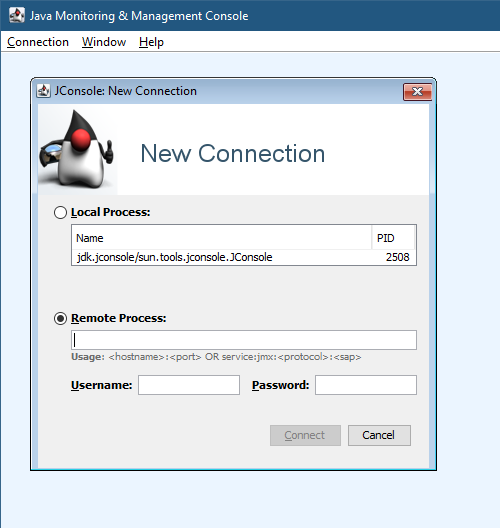 Java Monitoring & Management Console
Connection Window Help
JConsole: New Connection
New Connection
Local Process:
Name PID
jdk.jconsole/sun.tools.jconsole.JConsole 2508
Remote Process:
Usage: <hostname>:<port> OR service:jmx:<protocol>:<sap>
Username: Password:
Connect Cancel